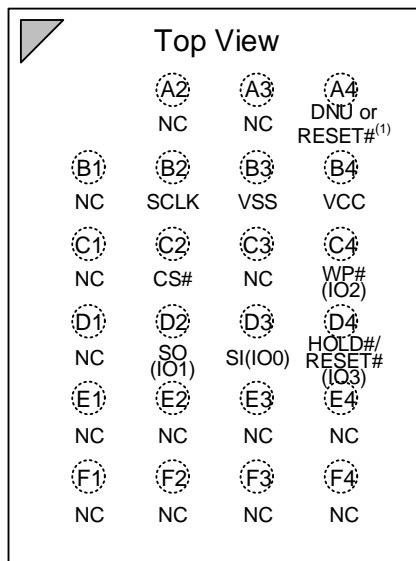 Top View
A2 A3 A4
NC NC DNU or
RESET#(1)
B1 B2 B3 B4
NC SCLK VSS VCC
C1 C2 C3 C4
NC CS# NC WP#
(IO2)
D1 D2 D3 D4
NC SO
(IO1) SI(IO0) HOLD#/
RESET#
(IO3)
E1 E2 E3 E4
NC NC NC NC
F1 F2 F3 F4
NC NC NC NC